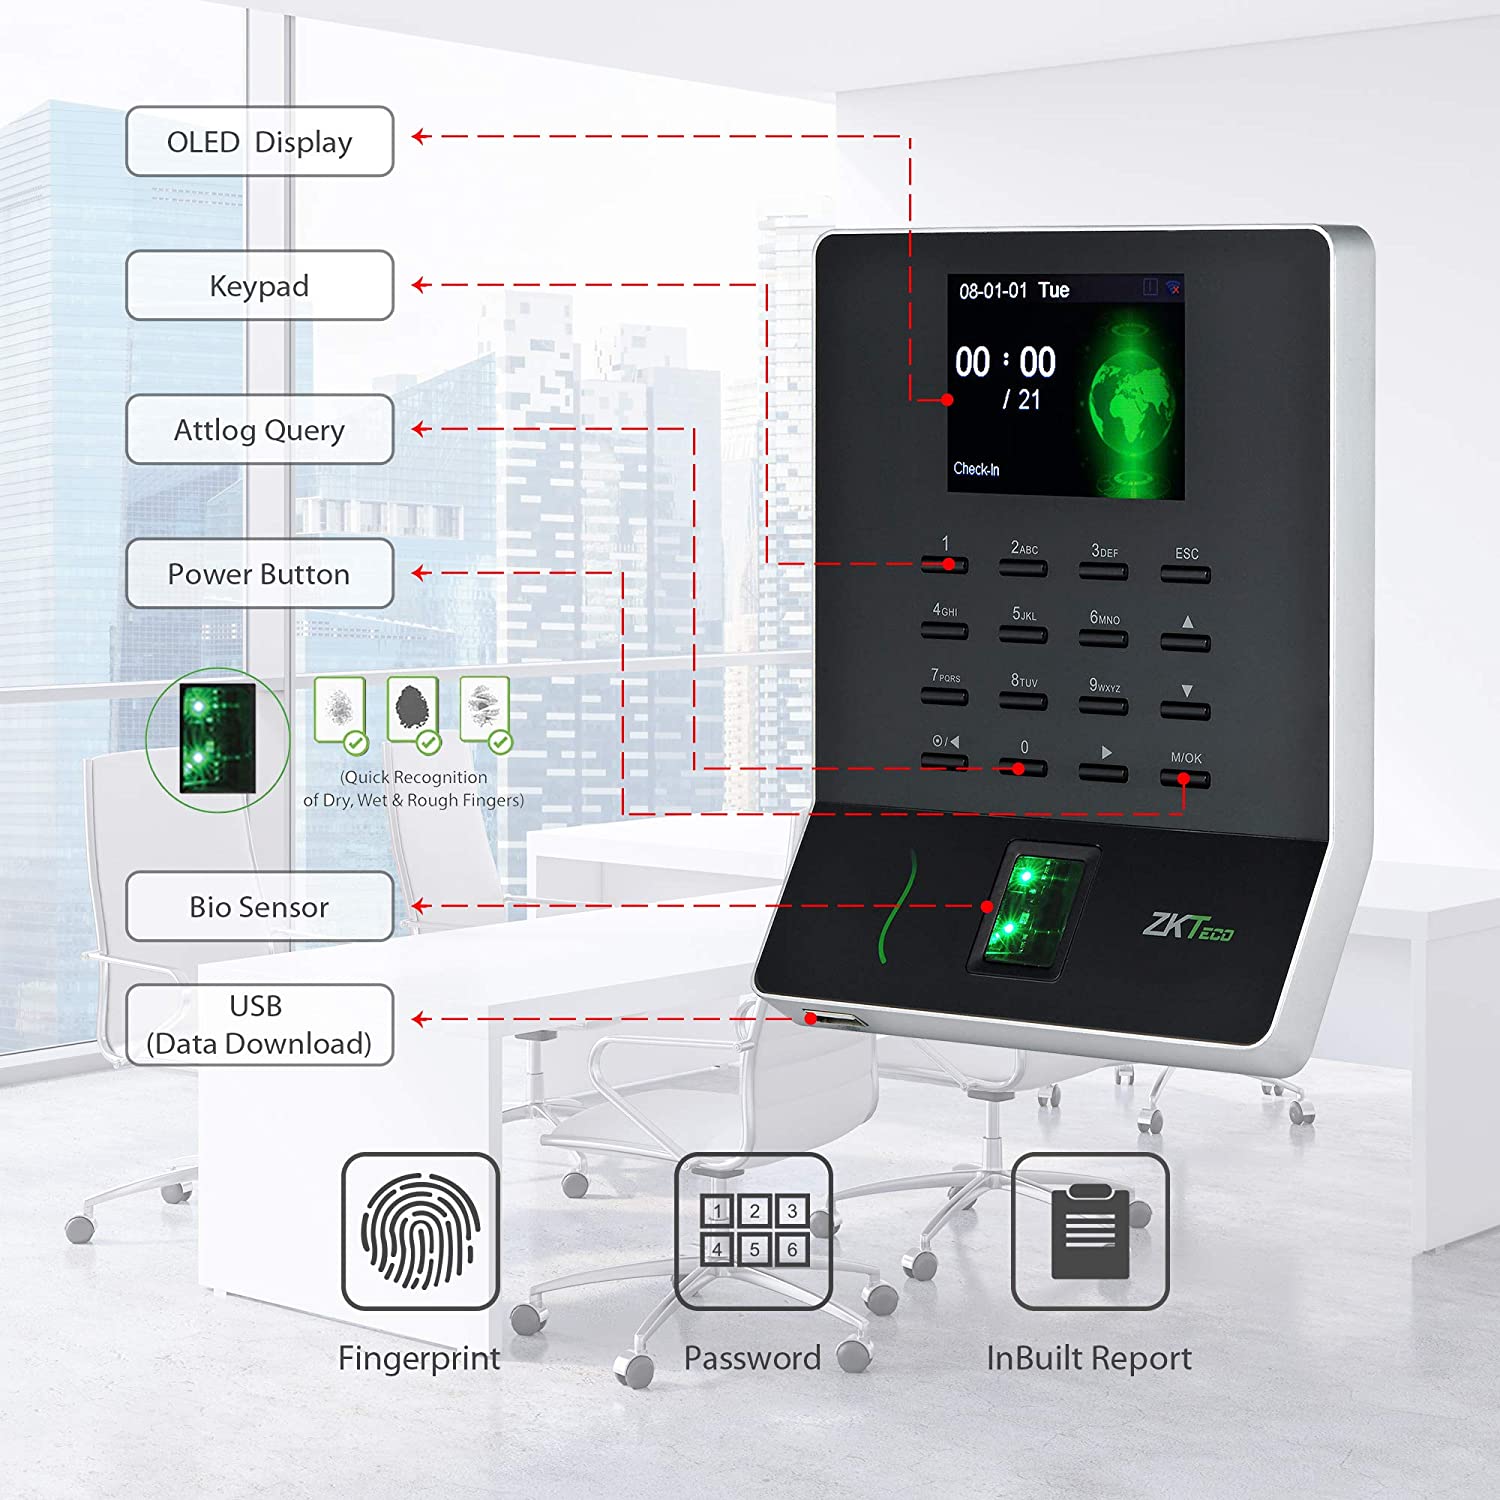 OLED Display
Keypad
Attlog Query
Power Button
(Quick Recognition
of Dry, Wet & Rough Fingers)
Bio Sensor
USB
(Data Download)
08-01-01 Tue
00 : 00
/ 21
Check-In
1 2ABC 3DEF ESC
4GHI 5JKL 6MNO ▲
7PQRS 8TUV 9WXYZ ▼
⊙/◀ 0 ▶ M/OK
ZKTECO
1 2 3
4 5 6
Fingerprint
Password
InBuilt Report